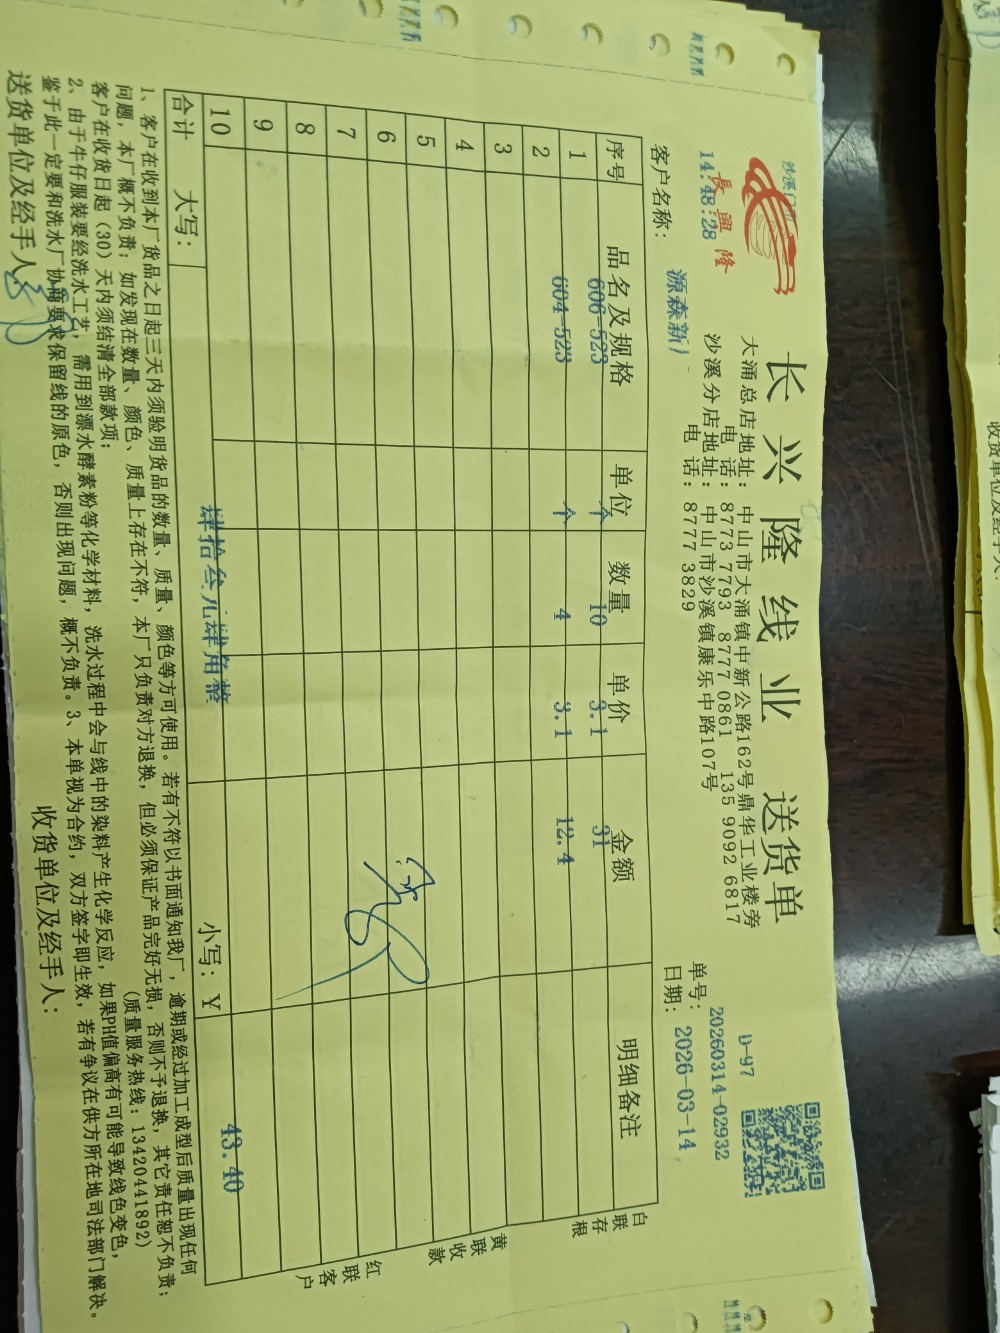 长兴隆线业 送货单
長興隆
14:48:28
大涌总店地址：中山市大涌镇中新公路162号鼎华工业楼旁
电 话：8773 7793 8777 0861 135 9092 6817
沙溪分店地址：中山市沙溪镇康乐中路107号
电 话：8777 3829
D-97
单号：20260314-02932
日期：2026-03-14
客户名称：源森新
序号 品名及规格 单位 数量 单价 金额 明细备注
1 606-523 个 10 3.1 31
2 604-523 个 4 3.1 12.4
3
4
5
6
7
8
9
10
合计 大写：肆拾叁元肆角整 小写：￥ 43.40
白联存根
黄联收款
红联客户
1、客户在收到本厂货品之日起三天内须验明货品的数量、质量、颜色等方可使用。若有不符以书面通知我厂，逾期或经过加工成型后质量出现任何
问题，本厂概不负责；如发现在数量、颜色、质量上存在不符，本厂只负责对方退换，但必须保证产品完好无损，否则不予退换，其它责任恕不负责；
客户在收货日起（30）天内须结清全部款项； （质量服务热线：13420441892）
2、由于牛仔服装要经洗水工艺，需用到漂水酵素粉等化学材料，洗水过程中会与线中的染料产生化学反应，如果PH值偏高有可能导致线色变色，
鉴于此一定要和洗水厂协商要求保留线的原色，否则出现问题，概不负责。3、本单视为合约，双方签字即生效，若有争议在供方所在地司法部门解决。
送货单位及经手人：
收货单位及经手人：